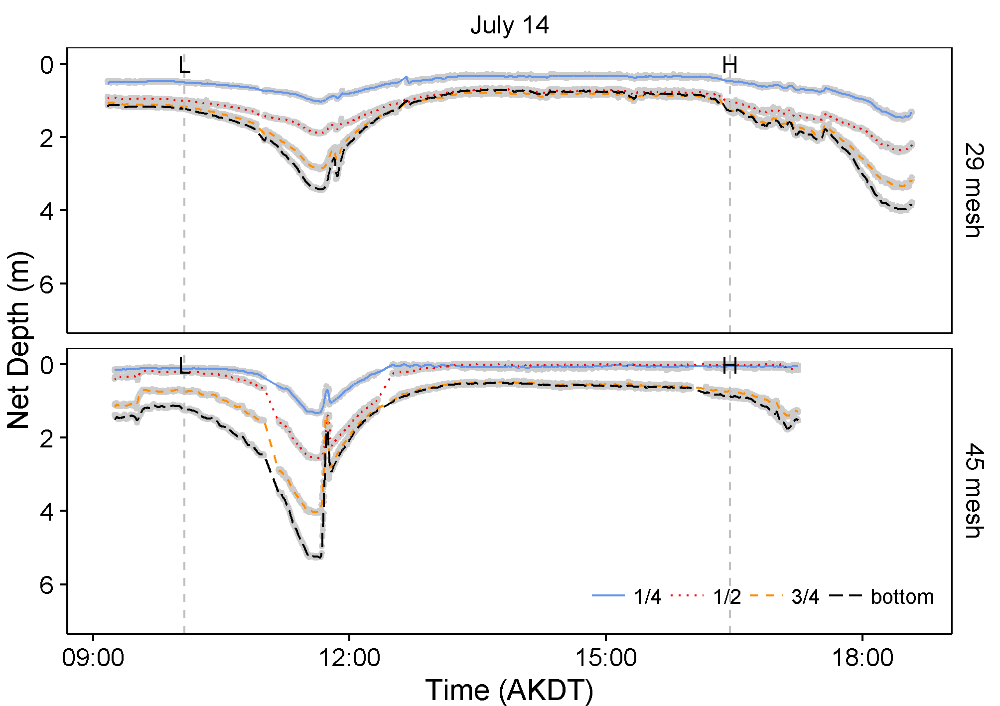 July 14
L
H
0
2
4
6
29 mesh
Net Depth (m)
L
H
0
2
4
6
45 mesh
1/4 1/2 3/4 bottom
09:00 12:00 15:00 18:00
Time (AKDT)